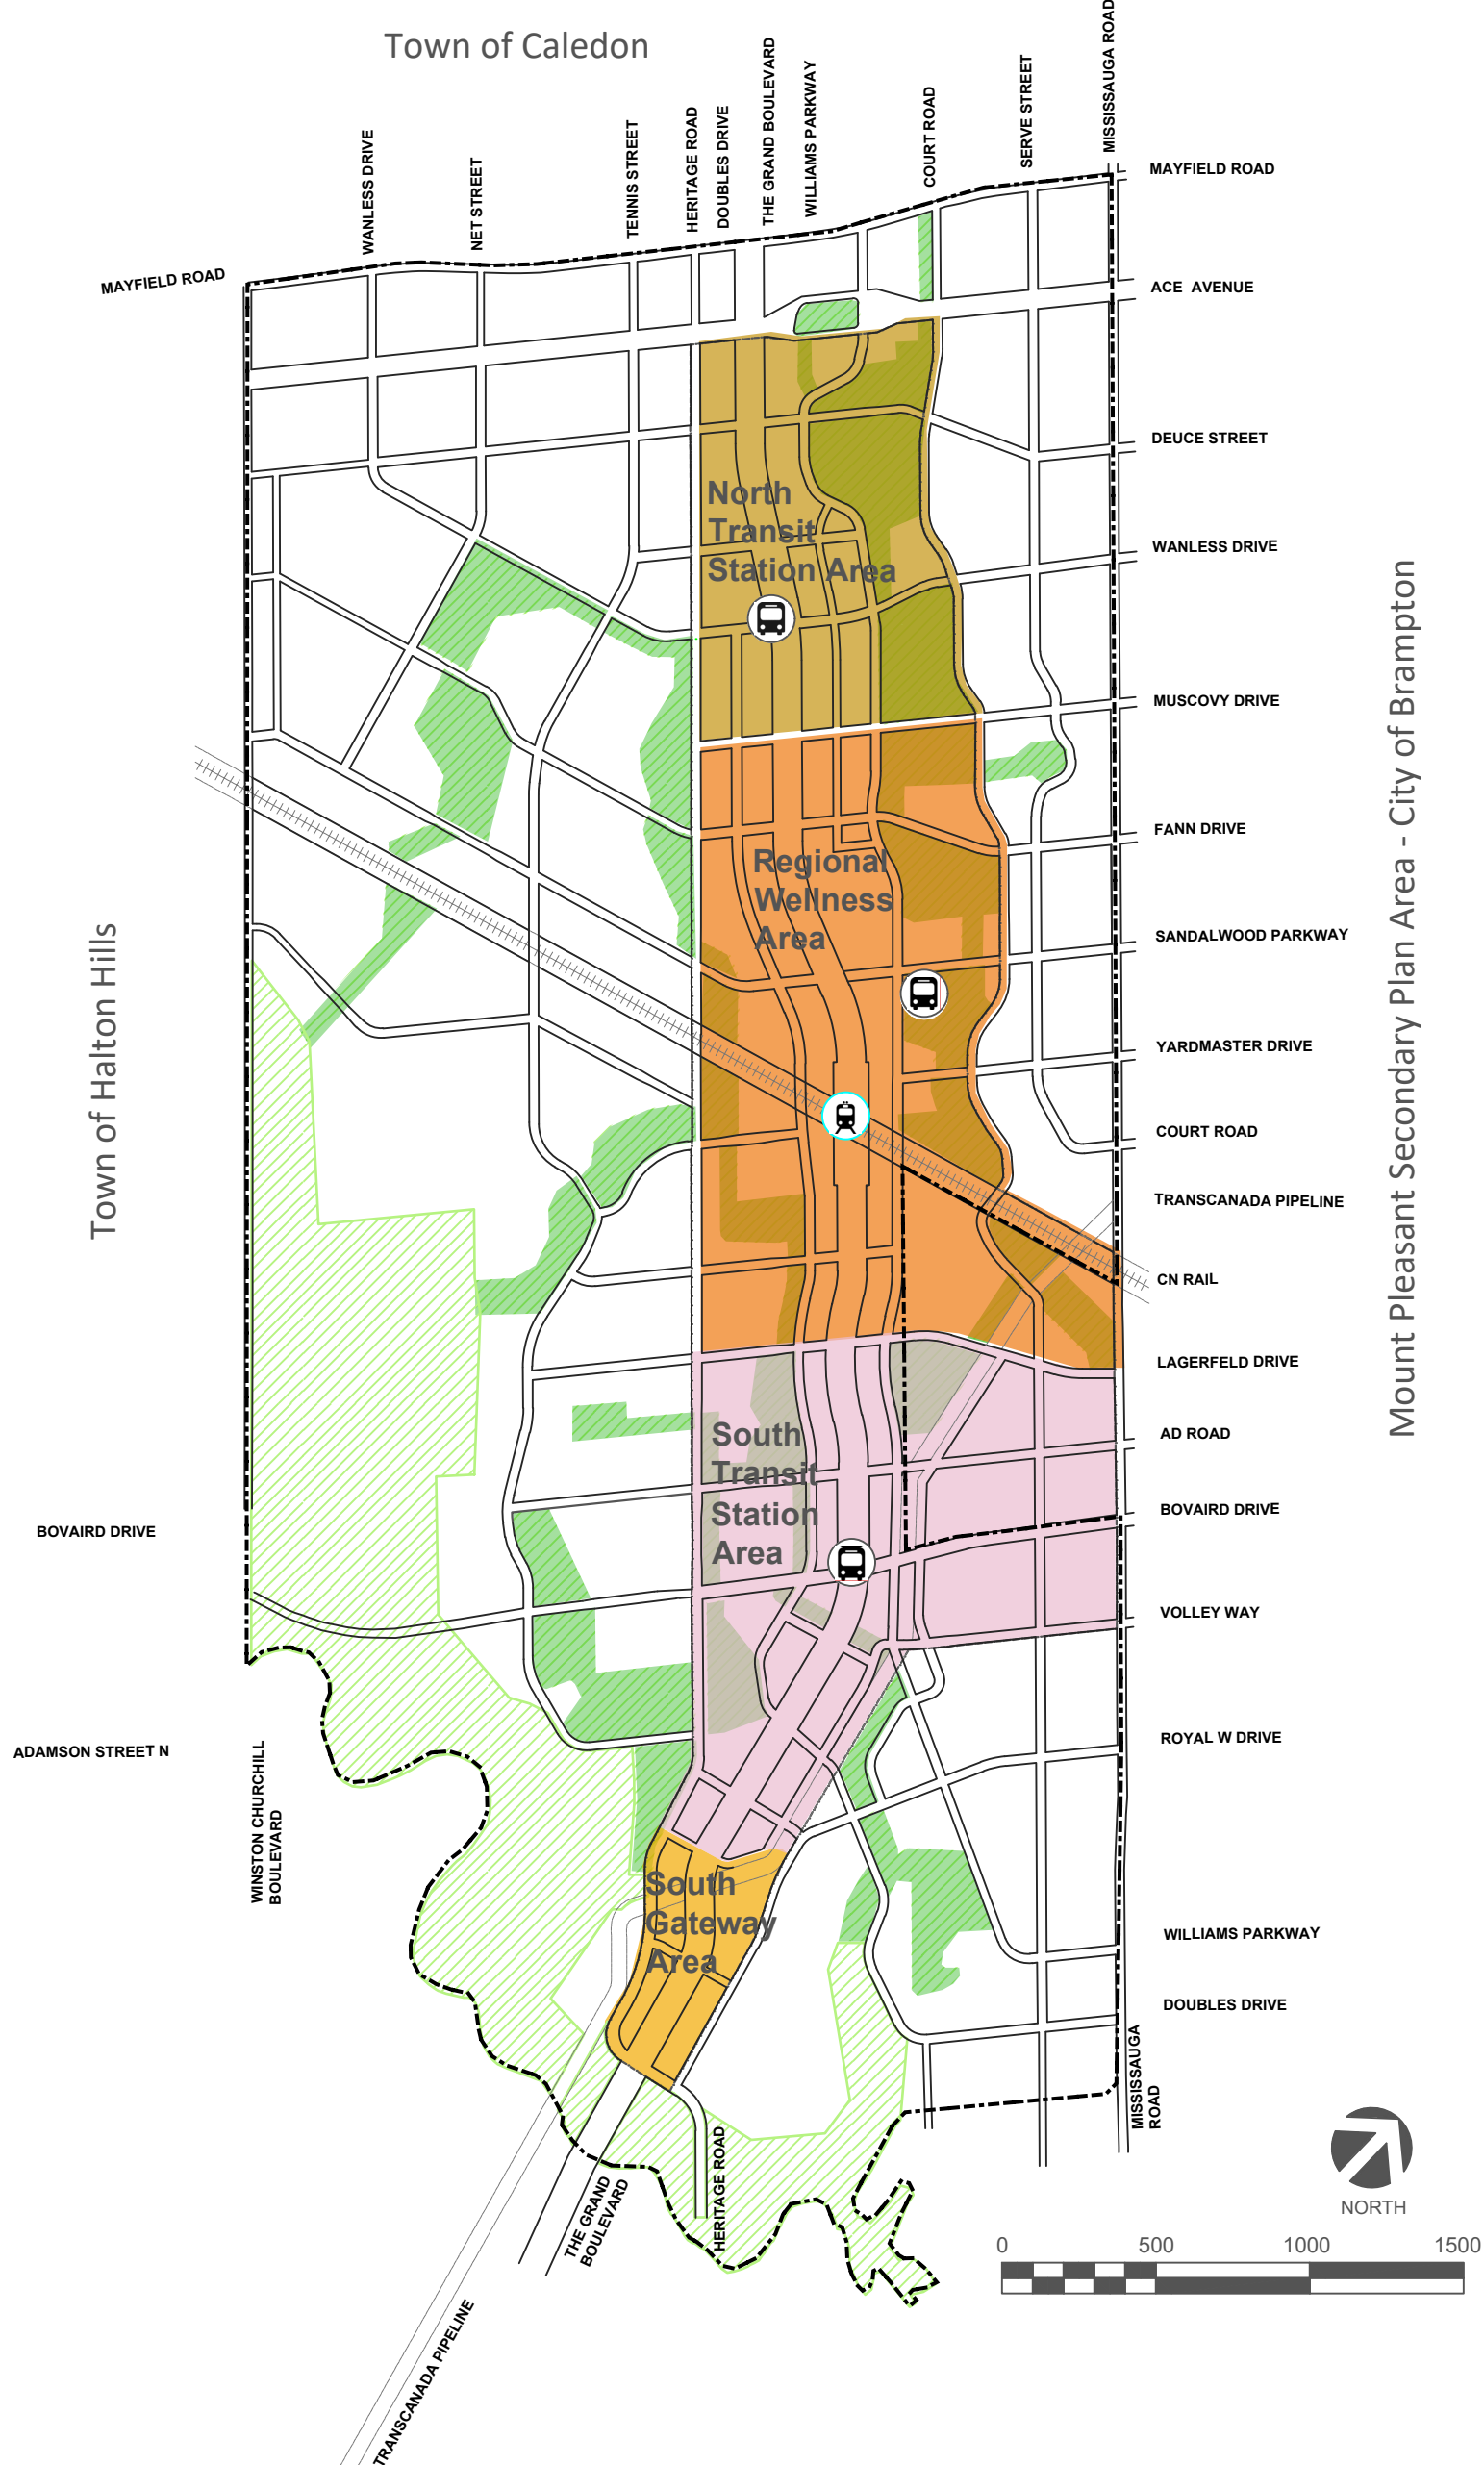 Town of Caledon
WANLESS DRIVE
NET STREET
TENNIS STREET
HERITAGE ROAD
DOUBLES DRIVE
THE GRAND BOULEVARD
WILLIAMS PARKWAY
COURT ROAD
SERVE STREET
MISSISSAUGA ROAD
MAYFIELD ROAD
MAYFIELD ROAD
ACE AVENUE
DEUCE STREET
WANLESS DRIVE
MUSCOVY DRIVE
FANN DRIVE
SANDALWOOD PARKWAY
YARDMASTER DRIVE
COURT ROAD
TRANSCANADA PIPELINE
CN RAIL
LAGERFELD DRIVE
AD ROAD
BOVAIRD DRIVE
VOLLEY WAY
ROYAL W DRIVE
WILLIAMS PARKWAY
DOUBLES DRIVE
Mount Pleasant Secondary Plan Area - City of Brampton
Town of Halton Hills
North
Transit
Station Area
Regional
Wellness
Area
South
Transit
Station
Area
South
Gateway
Area
BOVAIRD DRIVE
ADAMSON STREET N
WINSTON CHURCHILL
BOULEVARD
MISSISSAUGA
ROAD
HERITAGE ROAD
THE GRAND
BOULEVARD
TRANSCANADA PIPELINE
NORTH
0 500 1000 1500